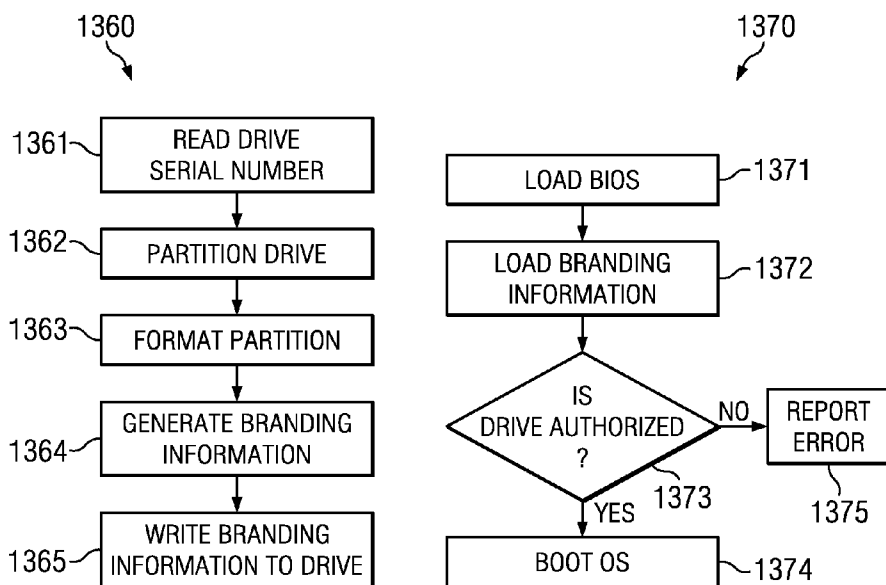 1360
1361
READ DRIVE
SERIAL NUMBER
1362
PARTITION DRIVE
1363
FORMAT PARTITION
1364
GENERATE BRANDING
INFORMATION
1365
WRITE BRANDING
INFORMATION TO DRIVE
1370
LOAD BIOS
1371
LOAD BRANDING
INFORMATION
1372
IS
DRIVE AUTHORIZED
?
1373
NO
REPORT
ERROR
1375
YES
BOOT OS
1374